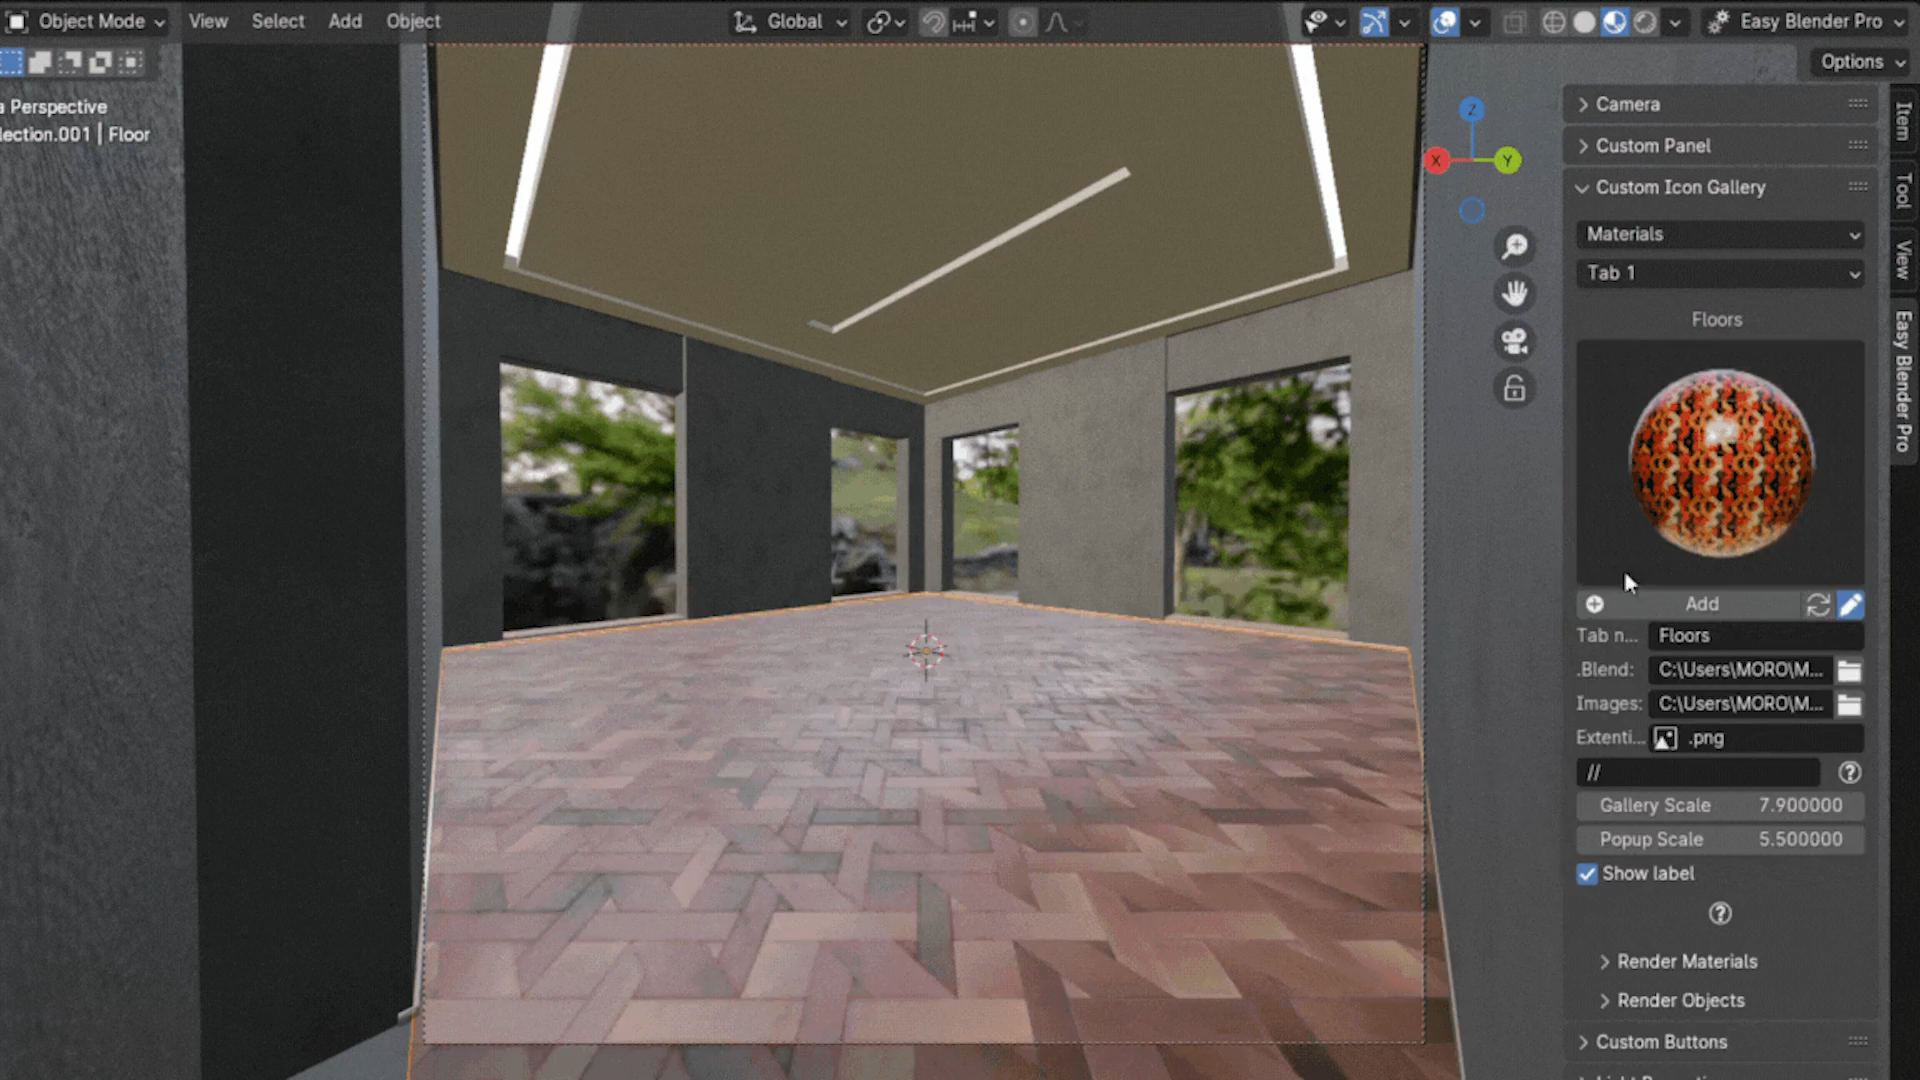 Object Mode View Select Add Object Global Easy Blender Pro
Options
a Perspective
lection.001 | Floor
Z
X Y
Camera
Custom Panel
Custom Icon Gallery
Materials
Tab 1
Floors
Add
Tab n... Floors
.Blend: C:\Users\MORO\M...
Images: C:\Users\MORO\M...
Extenti... .png
//
Gallery Scale 7.900000
Popup Scale 5.500000
Show label
Render Materials
Render Objects
Custom Buttons
Item
Tool
View
Easy Blender Pro